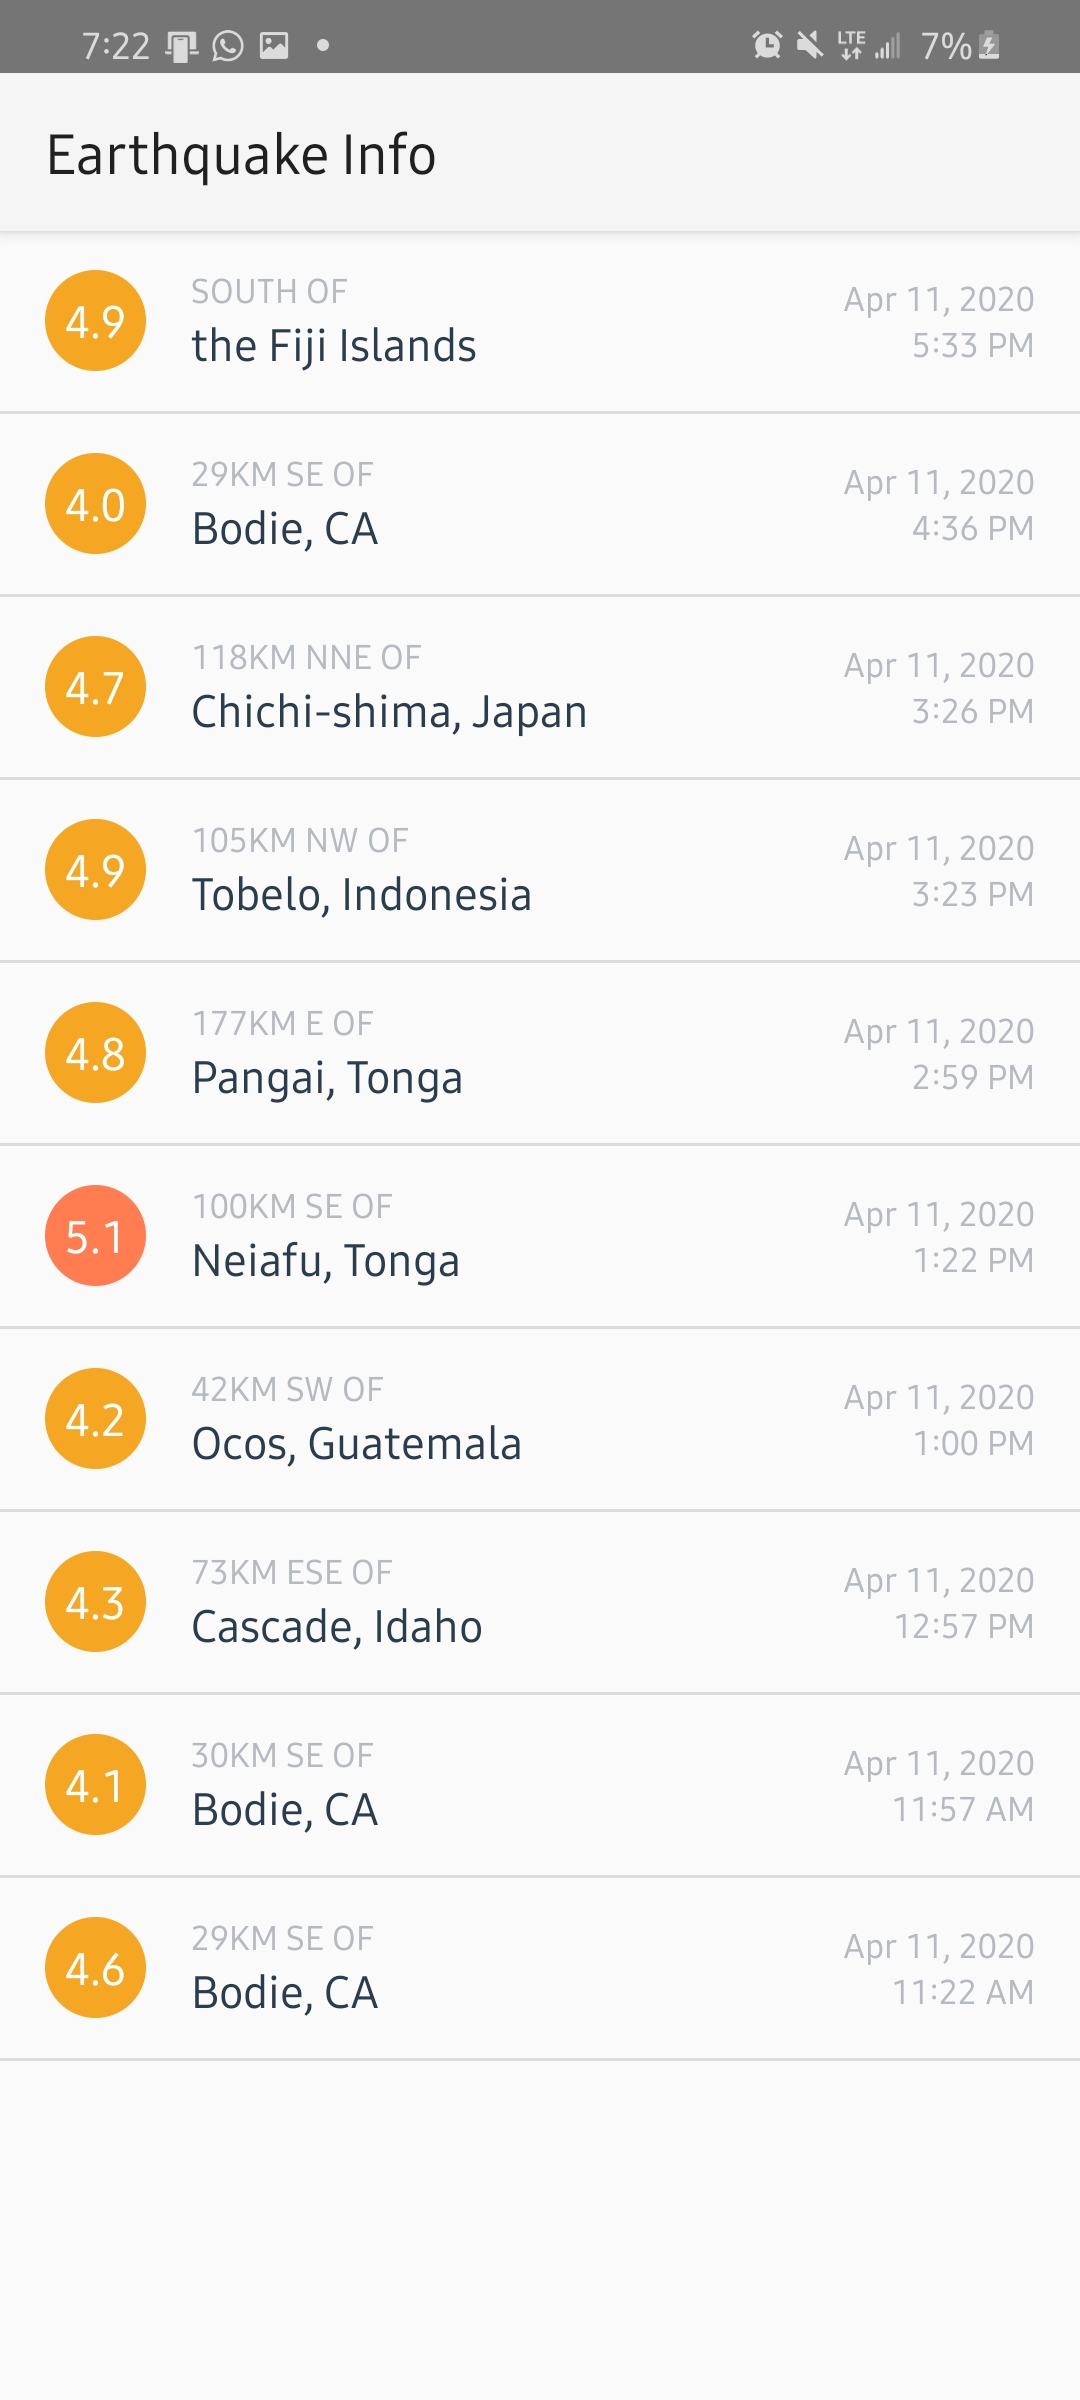 7:22 LTE 7%
Earthquake Info
4.9 SOUTH OF Apr 11, 2020
the Fiji Islands 5:33 PM
4.0 29KM SE OF Apr 11, 2020
Bodie, CA 4:36 PM
4.7 118KM NNE OF Apr 11, 2020
Chichi-shima, Japan 3:26 PM
4.9 105KM NW OF Apr 11, 2020
Tobelo, Indonesia 3:23 PM
4.8 177KM E OF Apr 11, 2020
Pangai, Tonga 2:59 PM
5.1 100KM SE OF Apr 11, 2020
Neiafu, Tonga 1:22 PM
4.2 42KM SW OF Apr 11, 2020
Ocos, Guatemala 1:00 PM
4.3 73KM ESE OF Apr 11, 2020
Cascade, Idaho 12:57 PM
4.1 30KM SE OF Apr 11, 2020
Bodie, CA 11:57 AM
4.6 29KM SE OF Apr 11, 2020
Bodie, CA 11:22 AM